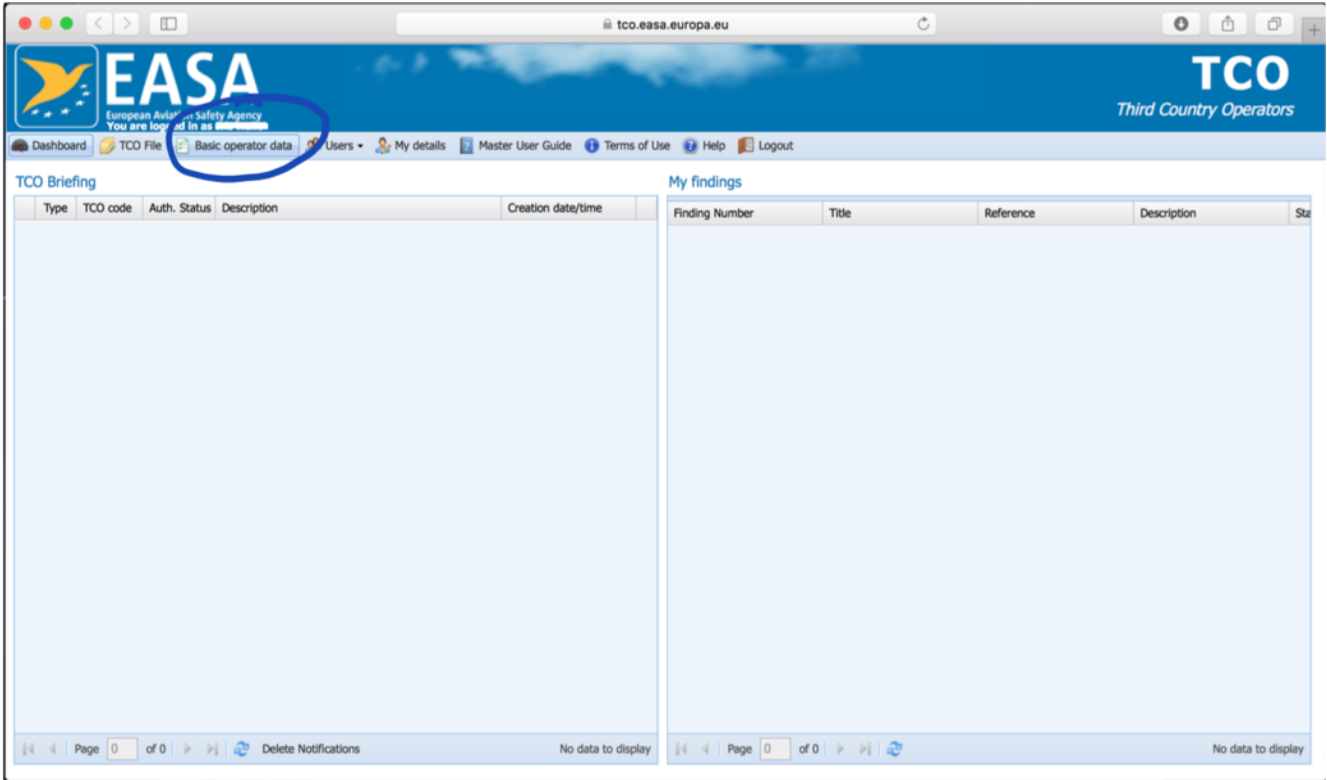 tco.easa.europa.eu
EASA
European Aviation Safety Agency
You are logged in as
TCO
Third Country Operators
Dashboard TCO File Basic operator data Users My details Master User Guide Terms of Use Help Logout
TCO Briefing
Type TCO code Auth. Status Description Creation date/time
Page 0 of 0 Delete Notifications No data to display
My findings
Finding Number Title Reference Description Sta
Page 0 of 0 No data to display